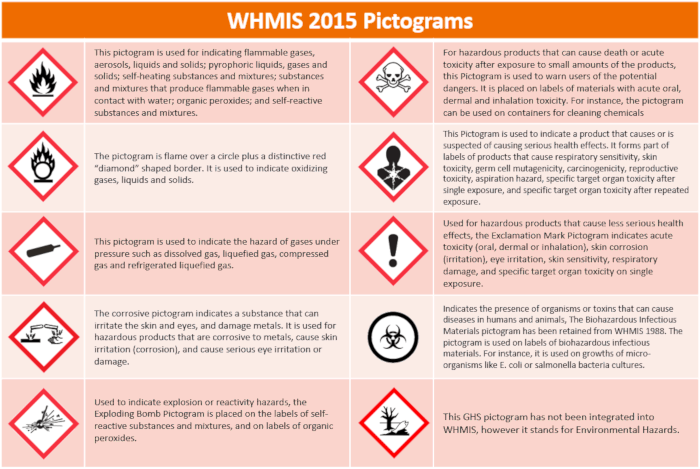 WHMIS 2015 Pictograms
This pictogram is used for indicating flammable gases,
aerosols, liquids and solids; pyrophoric liquids, gases and
solids; self-heating substances and mixtures; substances
and mixtures that produce flammable gases when in
contact with water; organic peroxides; and self-reactive
substances and mixtures.
For hazardous products that can cause death or acute
toxicity after exposure to small amounts of the products,
this Pictogram is used to warn users of the potential
dangers. It is placed on labels of materials with acute oral,
dermal and inhalation toxicity. For instance, the pictogram
can be used on containers for cleaning chemicals
The pictogram is flame over a circle plus a distinctive red
“diamond” shaped border. It is used to indicate oxidizing
gases, liquids and solids.
This Pictogram is used to indicate a product that causes or is
suspected of causing serious health effects. It forms part of
labels of products that cause respiratory sensitivity, skin
toxicity, germ cell mutagenicity, carcinogenicity, reproductive
toxicity, aspiration hazard, specific target organ toxicity after
single exposure, and specific target organ toxicity after repeated
exposure.
This pictogram is used to indicate the hazard of gases under
pressure such as dissolved gas, liquefied gas, compressed
gas and refrigerated liquefied gas.
Used for hazardous products that cause less serious health
effects, the Exclamation Mark Pictogram indicates acute
toxicity (oral, dermal or inhalation), skin corrosion
(irritation), eye irritation, skin sensitivity, respiratory
damage, and specific target organ toxicity on single
exposure.
The corrosive pictogram indicates a substance that can
irritate the skin and eyes, and damage metals. It is used for
hazardous products that are corrosive to metals, cause skin
irritation (corrosion), and cause serious eye irritation or
damage.
Indicates the presence of organisms or toxins that can cause
diseases in humans and animals, The Biohazardous Infectious
Materials pictogram has been retained from WHMIS 1988. The
pictogram is used on labels of biohazardous infectious
materials. For instance, it is used on growths of micro-
organisms like E. coli or salmonella bacteria cultures.
Used to indicate explosion or reactivity hazards, the
Exploding Bomb Pictogram is placed on the labels of self-
reactive substances and mixtures, and on labels of organic
peroxides.
This GHS pictogram has not been integrated into
WHMIS, however it stands for Environmental Hazards.